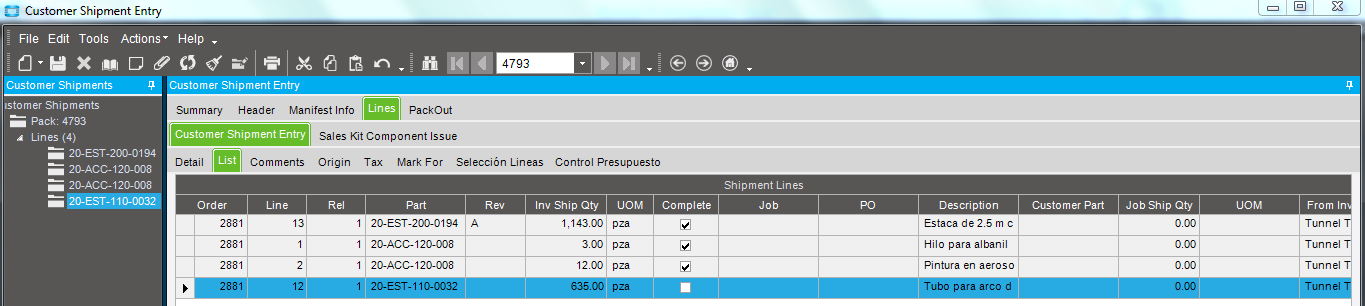 Customer Shipment Entry
File Edit Tools Actions Help
4793
Customer Shipments
Customer Shipment Entry
ustomer Shipments
Pack: 4793
Lines (4)
20-EST-200-0194
20-ACC-120-008
20-ACC-120-008
20-EST-110-0032
Summary Header Manifest Info Lines PackOut
Customer Shipment Entry Sales Kit Component Issue
Detail List Comments Origin Tax Mark For Selección Lineas Control Presupuesto
Shipment Lines
Order Line Rel Part Rev Inv Ship Qty UOM Complete Job PO Description Customer Part Job Ship Qty UOM From Inv
2881 13 1 20-EST-200-0194 A 1,143.00 pza Estaca de 2.5 m c 0.00 Tunnel T
2881 1 1 20-ACC-120-008 3.00 pza Hilo para albanil 0.00 Tunnel T
2881 2 1 20-ACC-120-008 12.00 pza Pintura en aeroso 0.00 Tunnel T
2881 12 1 20-EST-110-0032 635.00 pza Tubo para arco d 0.00 Tunnel T